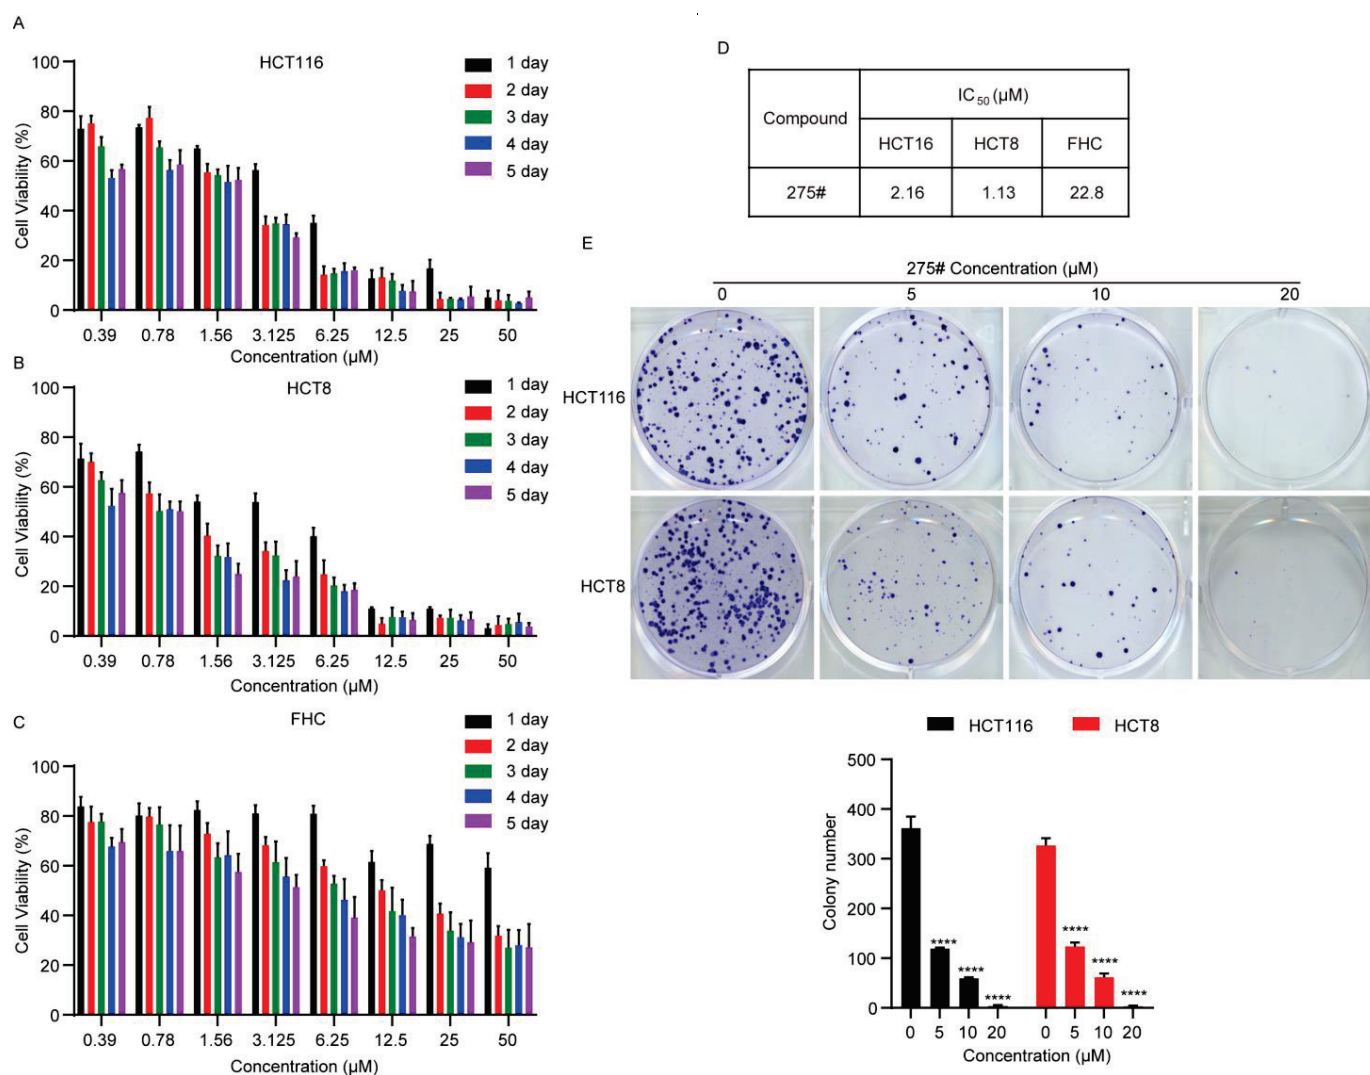 A
HCT116
1 day
2 day
3 day
4 day
5 day
Cell Viability (%)
100
80
60
40
20
0
0.39 0.78 1.56 3.125 6.25 12.5 25 50
Concentration (µM)
B
HCT8
1 day
2 day
3 day
4 day
5 day
Cell Viability (%)
100
80
60
40
20
0
0.39 0.78 1.56 3.125 6.25 12.5 25 50
Concentration (µM)
C
FHC
1 day
2 day
3 day
4 day
5 day
Cell Viability (%)
100
80
60
40
20
0
0.39 0.78 1.56 3.125 6.25 12.5 25 50
Concentration (µM)
D
Compound
IC50 (µM)
HCT16 HCT8 FHC
275# 2.16 1.13 22.8
E
275# Concentration (µM)
0 5 10 20
HCT116
HCT8
HCT116 HCT8
Colony number
500
400
300
200
100
0
**** **** ****
**** **** ****
0 5 10 20 0 5 10 20
Concentration (µM)